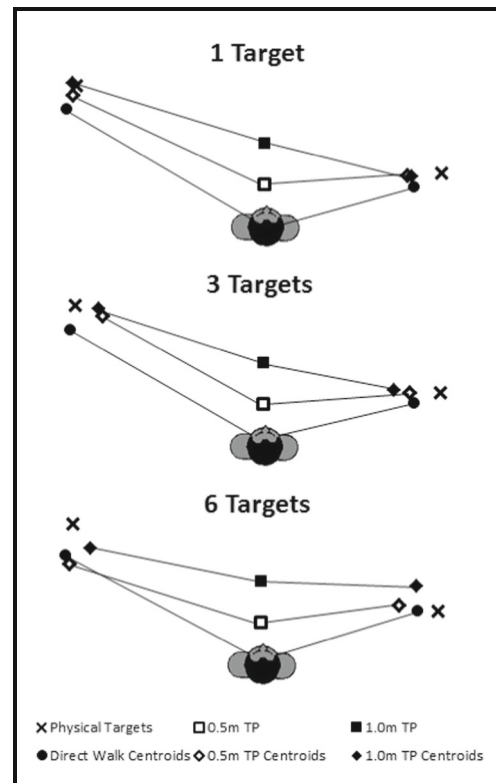 1 Target
3 Targets
6 Targets
Physical Targets 0.5m TP 1.0m TP
Direct Walk Centroids 0.5m TP Centroids 1.0m TP Centroids